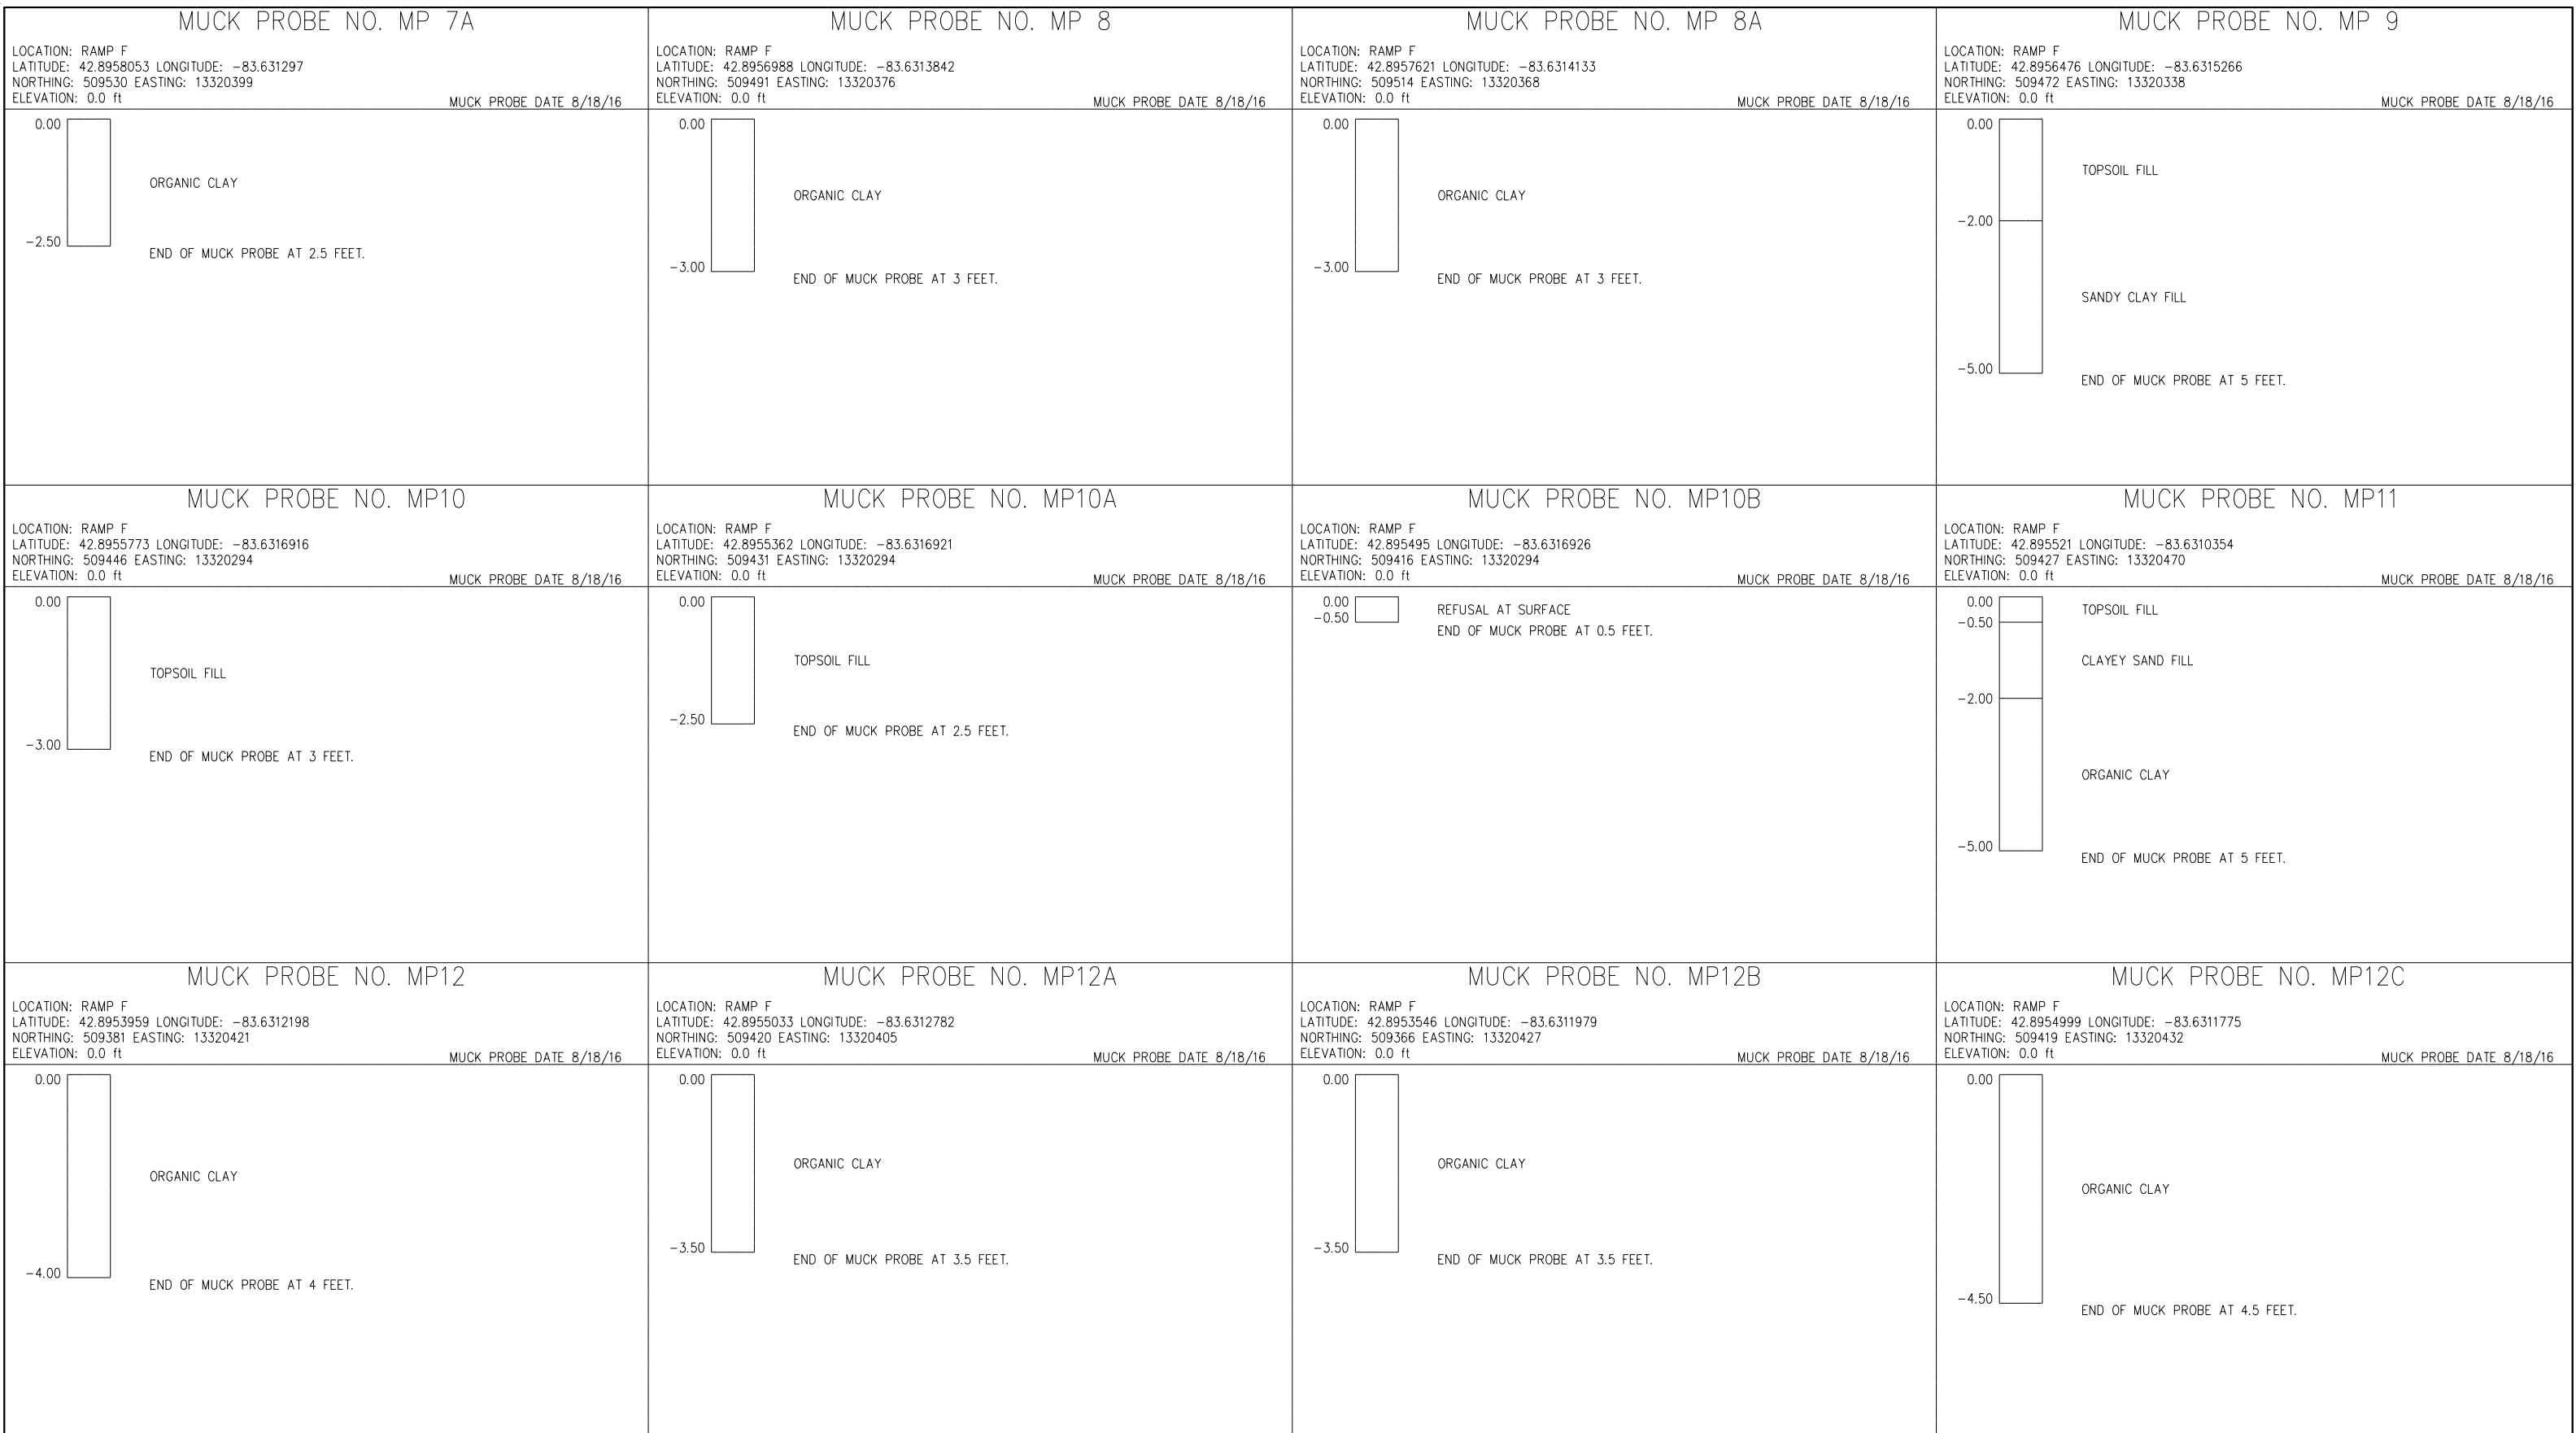 MUCK PROBE NO. MP 7A
LOCATION: RAMP F
LATITUDE: 42.8958053 LONGITUDE: -83.631297
NORTHING: 509530 EASTING: 13320399
ELEVATION: 0.0 ft
MUCK PROBE DATE 8/18/16
0.00
ORGANIC CLAY
-2.50
END OF MUCK PROBE AT 2.5 FEET.
MUCK PROBE NO. MP 8
LOCATION: RAMP F
LATITUDE: 42.8956988 LONGITUDE: -83.6313842
NORTHING: 509491 EASTING: 13320376
ELEVATION: 0.0 ft
MUCK PROBE DATE 8/18/16
0.00
ORGANIC CLAY
-3.00
END OF MUCK PROBE AT 3 FEET.
MUCK PROBE NO. MP 8A
LOCATION: RAMP F
LATITUDE: 42.8957621 LONGITUDE: -83.6314133
NORTHING: 509514 EASTING: 13320368
ELEVATION: 0.0 ft
MUCK PROBE DATE 8/18/16
0.00
ORGANIC CLAY
-3.00
END OF MUCK PROBE AT 3 FEET.
MUCK PROBE NO. MP 9
LOCATION: RAMP F
LATITUDE: 42.8956476 LONGITUDE: -83.6315266
NORTHING: 509472 EASTING: 13320338
ELEVATION: 0.0 ft
MUCK PROBE DATE 8/18/16
0.00
TOPSOIL FILL
-2.00
SANDY CLAY FILL
-5.00
END OF MUCK PROBE AT 5 FEET.
MUCK PROBE NO. MP10
LOCATION: RAMP F
LATITUDE: 42.8955773 LONGITUDE: -83.6316916
NORTHING: 509446 EASTING: 13320294
ELEVATION: 0.0 ft
MUCK PROBE DATE 8/18/16
0.00
TOPSOIL FILL
-3.00
END OF MUCK PROBE AT 3 FEET.
MUCK PROBE NO. MP10A
LOCATION: RAMP F
LATITUDE: 42.8955362 LONGITUDE: -83.6316921
NORTHING: 509431 EASTING: 13320294
ELEVATION: 0.0 ft
MUCK PROBE DATE 8/18/16
0.00
TOPSOIL FILL
-2.50
END OF MUCK PROBE AT 2.5 FEET.
MUCK PROBE NO. MP10B
LOCATION: RAMP F
LATITUDE: 42.895495 LONGITUDE: -83.6316926
NORTHING: 509416 EASTING: 13320294
ELEVATION: 0.0 ft
MUCK PROBE DATE 8/18/16
0.00
REFUSAL AT SURFACE
-0.50
END OF MUCK PROBE AT 0.5 FEET.
MUCK PROBE NO. MP11
LOCATION: RAMP F
LATITUDE: 42.895521 LONGITUDE: -83.6310354
NORTHING: 509427 EASTING: 13320470
ELEVATION: 0.0 ft
MUCK PROBE DATE 8/18/16
0.00
TOPSOIL FILL
-0.50
CLAYEY SAND FILL
-2.00
ORGANIC CLAY
-5.00
END OF MUCK PROBE AT 5 FEET.
MUCK PROBE NO. MP12
LOCATION: RAMP F
LATITUDE: 42.8953959 LONGITUDE: -83.6312198
NORTHING: 509381 EASTING: 13320421
ELEVATION: 0.0 ft
MUCK PROBE DATE 8/18/16
0.00
ORGANIC CLAY
-4.00
END OF MUCK PROBE AT 4 FEET.
MUCK PROBE NO. MP12A
LOCATION: RAMP F
LATITUDE: 42.8955033 LONGITUDE: -83.6312782
NORTHING: 509420 EASTING: 13320405
ELEVATION: 0.0 ft
MUCK PROBE DATE 8/18/16
0.00
ORGANIC CLAY
-3.50
END OF MUCK PROBE AT 3.5 FEET.
MUCK PROBE NO. MP12B
LOCATION: RAMP F
LATITUDE: 42.8953546 LONGITUDE: -83.6311979
NORTHING: 509366 EASTING: 13320427
ELEVATION: 0.0 ft
MUCK PROBE DATE 8/18/16
0.00
ORGANIC CLAY
-3.50
END OF MUCK PROBE AT 3.5 FEET.
MUCK PROBE NO. MP12C
LOCATION: RAMP F
LATITUDE: 42.8954999 LONGITUDE: -83.6311775
NORTHING: 509419 EASTING: 13320432
ELEVATION: 0.0 ft
MUCK PROBE DATE 8/18/16
0.00
ORGANIC CLAY
-4.50
END OF MUCK PROBE AT 4.5 FEET.